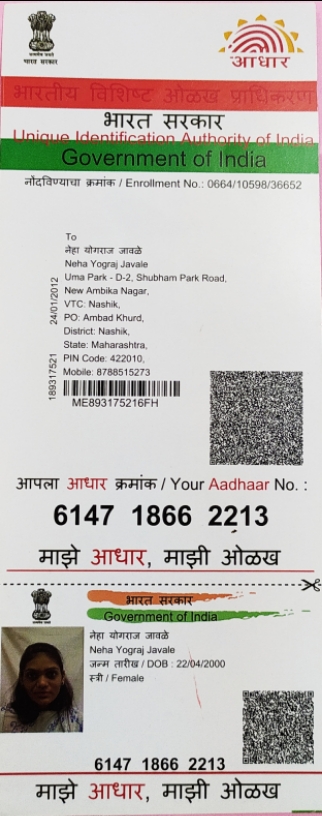 भारत सरकार
आधार
भारतीय विशिष्ट ओळख प्राधिकरण
भारत सरकार
Unique Identification Authority of India
Government of India
नोंदविण्याचा क्रमांक / Enrollment No.: 0664/10598/36652
To
नेहा योगराज जावळे
Neha Yograj Javale
Uma Park - D-2, Shubham Park Road,
New Ambika Nagar,
VTC: Nashik,
PO: Ambad Khurd,
District: Nashik,
State: Maharashtra,
PIN Code: 422010,
Mobile: 8788515273
189317521 24/01/2012
ME893175216FH
आपला आधार क्रमांक / Your Aadhaar No. :
6147 1866 2213
माझे आधार, माझी ओळख
भारत सरकार
Government of India
नेहा योगराज जावळे
Neha Yograj Javale
जन्म तारीख / DOB : 22/04/2000
स्त्री / Female
6147 1866 2213
माझे आधार, माझी ओळख